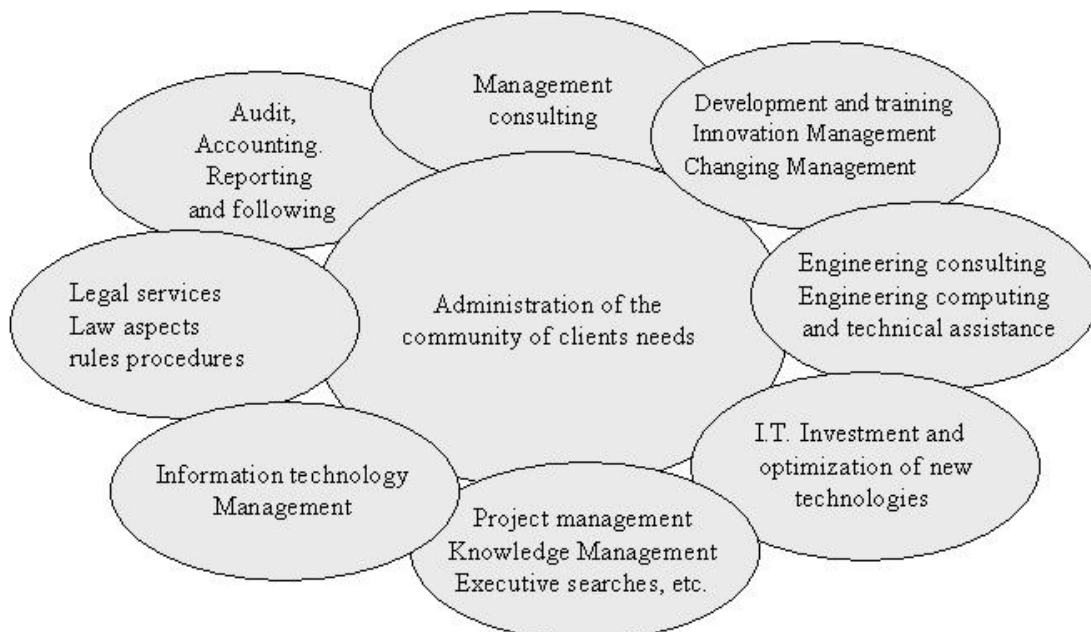 Management
consulting
Development and training
Innovation Management
Changing Management
Engineering consulting
Engineering computing
and technical assistance
I.T. Investment and
optimization of new
technologies
Project management
Knowledge Management
Executive searches, etc.
Information technology
Management
Legal services
Law aspects
rules procedures
Audit,
Accounting.
Reporting
and following
Administration of the
community of clients needs